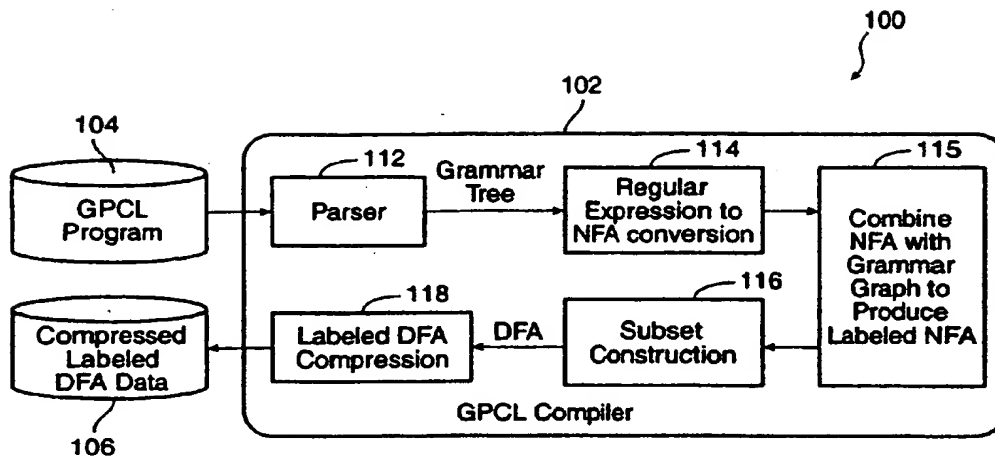 100
102
104
GPCL
Program
112
Parser
Grammar
Tree
114
Regular
Expression to
NFA conversion
115
Combine
NFA with
Grammar
Graph to
Produce
Labeled NFA
116
Subset
Construction
DFA
118
Labeled DFA
Compression
Compressed
Labeled
DFA Data
106
GPCL Compiler